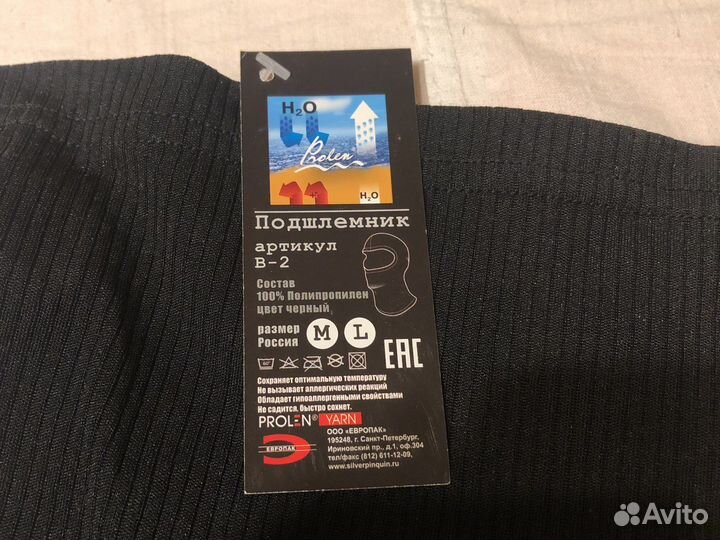 H₂O
Prolen
H₂O
Подшлемник
артикул
В-2
Состав
100% Полипропилен
цвет черный
размер M L
Россия
EAC
60°
Сохраняет оптимальную температуру
Не вызывает аллергических реакций
Обладает гипоаллергенными свойствами
Не садится, быстро сохнет.
PROLEN® YARN
ЕВРОПАК
ООО «ЕВРОПАК»
195248, г. Санкт-Петербург,
Ириновский пр., д.1, оф.304
тел/факс (812) 611-12-09,
www.silverpinquin.ru
Avito